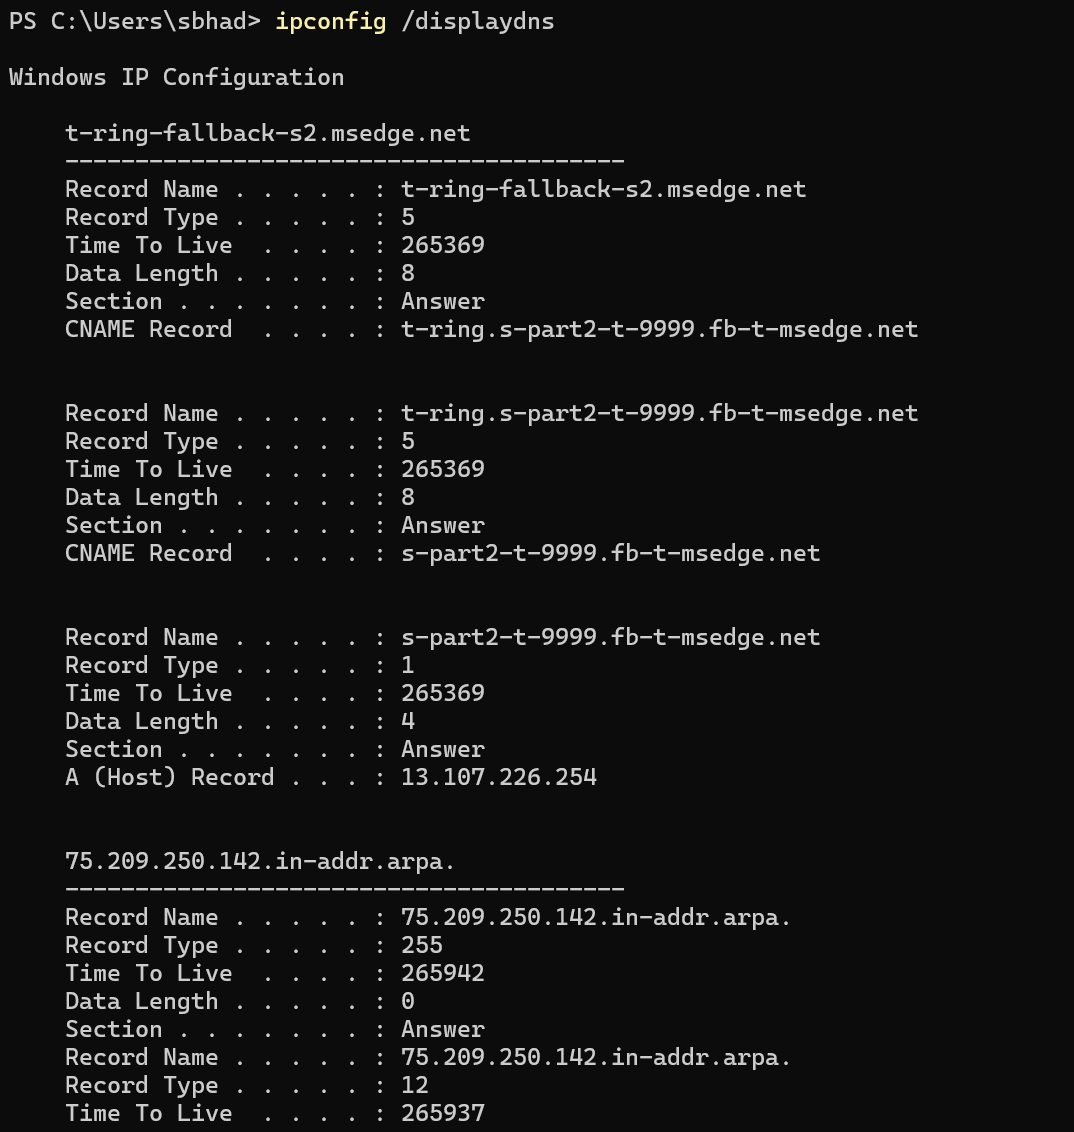 PS C:\Users\sbhad> ipconfig /displaydns
Windows IP Configuration
t-ring-fallback-s2.msedge.net
----------------------------------------
Record Name . . . . . : t-ring-fallback-s2.msedge.net
Record Type . . . . . : 5
Time To Live  . . . . : 265369
Data Length . . . . . : 8
Section . . . . . . . : Answer
CNAME Record  . . . . : t-ring.s-part2-t-9999.fb-t-msedge.net
Record Name . . . . . : t-ring.s-part2-t-9999.fb-t-msedge.net
Record Type . . . . . : 5
Time To Live  . . . . : 265369
Data Length . . . . . : 8
Section . . . . . . . : Answer
CNAME Record  . . . . : s-part2-t-9999.fb-t-msedge.net
Record Name . . . . . : s-part2-t-9999.fb-t-msedge.net
Record Type . . . . . : 1
Time To Live  . . . . : 265369
Data Length . . . . . : 4
Section . . . . . . . : Answer
A (Host) Record . . . : 13.107.226.254
75.209.250.142.in-addr.arpa.
----------------------------------------
Record Name . . . . . : 75.209.250.142.in-addr.arpa.
Record Type . . . . . : 255
Time To Live  . . . . : 265942
Data Length . . . . . : 0
Section . . . . . . . : Answer
Record Name . . . . . : 75.209.250.142.in-addr.arpa.
Record Type . . . . . : 12
Time To Live  . . . . : 265937